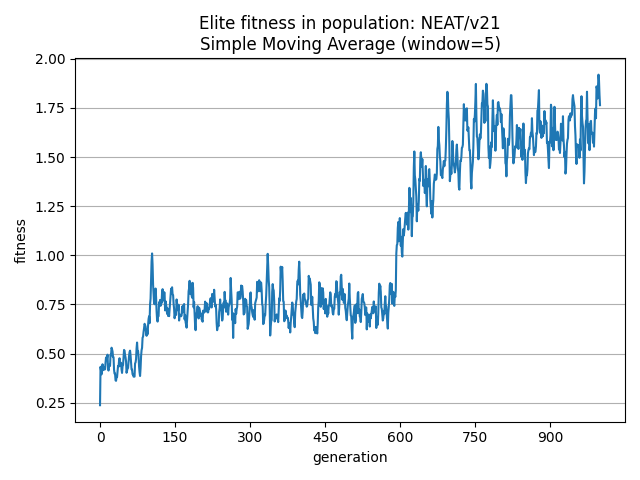 Elite fitness in population: NEAT/v21
Simple Moving Average (window=5)
2.00
1.75
1.50
1.25
1.00
0.75
0.50
0.25
fitness
0 150 300 450 600 750 900
generation